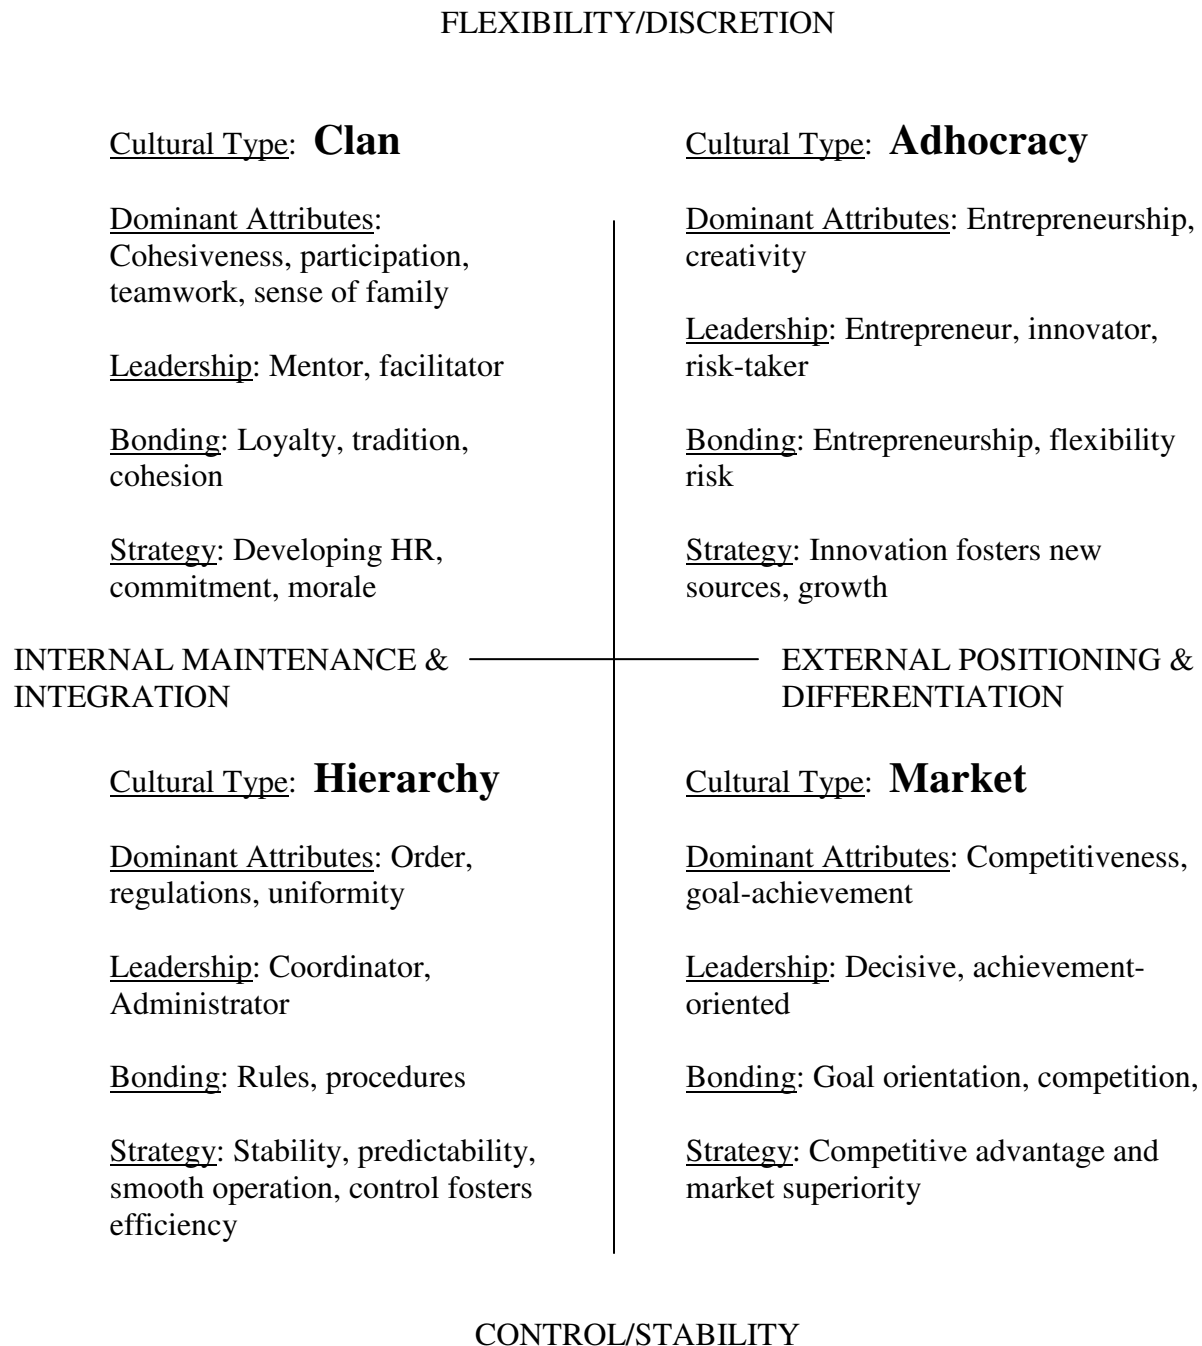 FLEXIBILITY/DISCRETION
Cultural Type: Clan
Dominant Attributes:
Cohesiveness, participation,
teamwork, sense of family
Leadership: Mentor, facilitator
Bonding: Loyalty, tradition,
cohesion
Strategy: Developing HR,
commitment, morale
Cultural Type: Adhocracy
Dominant Attributes: Entrepreneurship,
creativity
Leadership: Entrepreneur, innovator,
risk-taker
Bonding: Entrepreneurship, flexibility
risk
Strategy: Innovation fosters new
sources, growth
INTERNAL MAINTENANCE &
INTEGRATION
EXTERNAL POSITIONING &
DIFFERENTIATION
Cultural Type: Hierarchy
Dominant Attributes: Order,
regulations, uniformity
Leadership: Coordinator,
Administrator
Bonding: Rules, procedures
Strategy: Stability, predictability,
smooth operation, control fosters
efficiency
Cultural Type: Market
Dominant Attributes: Competitiveness,
goal-achievement
Leadership: Decisive, achievement-
oriented
Bonding: Goal orientation, competition,
Strategy: Competitive advantage and
market superiority
CONTROL/STABILITY